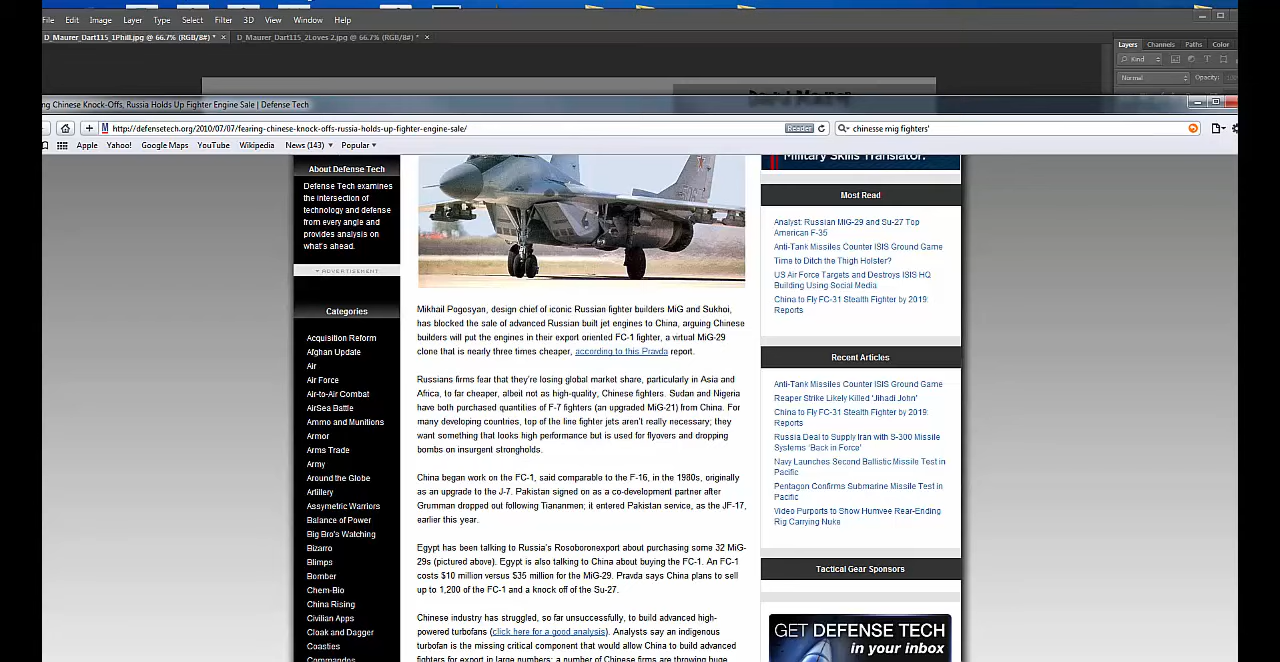 File Edit Image Layer Type Select Filter 3D View Window Help
D_Maurer_Dart115_1Phill.jpg @ 66.7% (RGB/8#) * × D_Maurer_Dart115_2Loves 2.jpg @ 66.7% (RGB/8#) * ×
Layers Channels Paths Color
Kind
Normal Opacity:
ng Chinese Knock-Offs, Russia Holds Up Fighter Engine Sale | Defense Tech
http://defensetech.org/2010/07/07/fearing-chinese-knock-offs-russia-holds-up-fighter-engine-sale/ Reader chinesse mig fighters'
Apple Yahoo! Google Maps YouTube Wikipedia News (143) Popular
About Defense Tech
Defense Tech examines
the intersection of
technology and defense
from every angle and
provides analysis on
what's ahead.
ADVERTISEMENT
Categories
Acquisition Reform
Afghan Update
Air
Air Force
Air-to-Air Combat
AirSea Battle
Ammo and Munitions
Armor
Arms Trade
Army
Around the Globe
Artillery
Assymetric Warriors
Balance of Power
Big Bro's Watching
Bizarro
Blimps
Bomber
Chem-Bio
China Rising
Civilian Apps
Cloak and Dagger
Coasties
Commandes
Mikhail Pogosyan, design chief of iconic Russian fighter builders MiG and Sukhoi,
has blocked the sale of advanced Russian built jet engines to China, arguing Chinese
builders will put the engines in their export oriented FC-1 fighter, a virtual MiG-29
clone that is nearly three times cheaper, according to this Pravda report.
Russians firms fear that they're losing global market share, particularly in Asia and
Africa, to far cheaper, albeit not as high-quality, Chinese fighters. Sudan and Nigeria
have both purchased quantities of F-7 fighters (an upgraded MiG-21) from China. For
many developing countries, top of the line fighter jets aren't really necessary; they
want something that looks high performance but is used for flyovers and dropping
bombs on insurgent strongholds.
China began work on the FC-1, said comparable to the F-16, in the 1980s, originally
as an upgrade to the J-7. Pakistan signed on as a co-development partner after
Grumman dropped out following Tiananmen; it entered Pakistan service, as the JF-17,
earlier this year.
Egypt has been talking to Russia's Rosoboronexport about purchasing some 32 MiG-
29s (pictured above). Egypt is also talking to China about buying the FC-1. An FC-1
costs $10 million versus $35 million for the MiG-29. Pravda says China plans to sell
up to 1,200 of the FC-1 and a knock off of the Su-27.
Chinese industry has struggled, so far unsuccessfully, to build advanced high-
powered turbofans (click here for a good analysis). Analysts say an indigenous
turbofan is the missing critical component that would allow China to build advanced
fighters for export in large numbers; a number of Chinese firms are throwing huge
Military Skills Translator.
Most Read
Analyst: Russian MiG-29 and Su-27 Top
American F-35
Anti-Tank Missiles Counter ISIS Ground Game
Time to Ditch the Thigh Holster?
US Air Force Targets and Destroys ISIS HQ
Building Using Social Media
China to Fly FC-31 Stealth Fighter by 2019:
Reports
Recent Articles
Anti-Tank Missiles Counter ISIS Ground Game
Reaper Strike Likely Killed 'Jihadi John'
China to Fly FC-31 Stealth Fighter by 2019:
Reports
Russia Deal to Supply Iran with S-300 Missile
Systems 'Back in Force'
Navy Launches Second Ballistic Missile Test in
Pacific
Pentagon Confirms Submarine Missile Test in
Pacific
Video Purports to Show Humvee Rear-Ending
Rig Carrying Nuke
Tactical Gear Sponsors
GET DEFENSE TECH
in your inbox